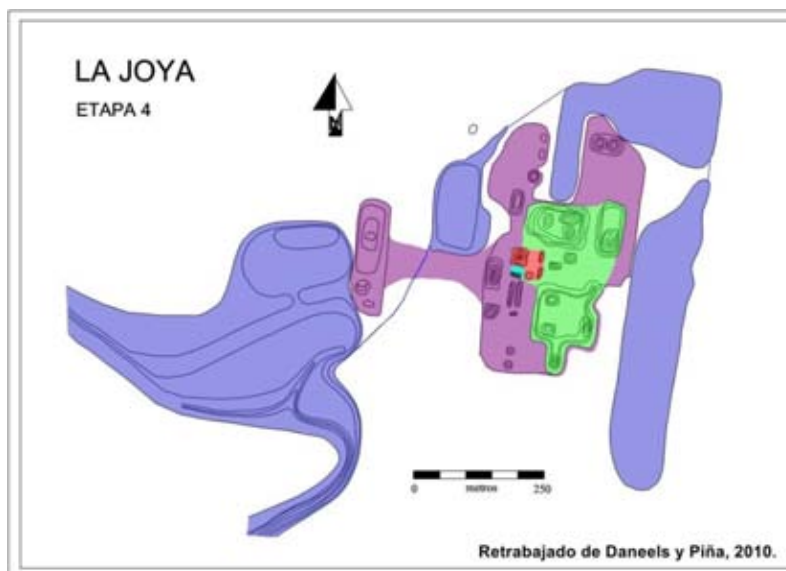 LA JOYA
ETAPA 4
N
0 metros 250
Retrabajado de Daneels y Piña, 2010.